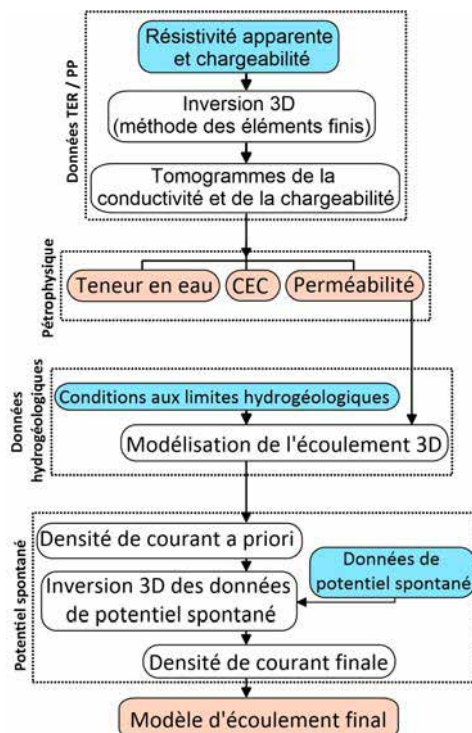 Données TER / PP
Résistivité apparente
et chargeabilité
Inversion 3D
(méthode des éléments finis)
Tomogrammes de la
conductivité et de la chargeabilité
Pétrophysique
Teneur en eau
CEC
Perméabilité
Données
hydrogéologiques
Conditions aux limites hydrogéologiques
Modélisation de l'écoulement 3D
Potentiel spontané
Densité de courant a priori
Données de
potentiel spontané
Inversion 3D des données
de potentiel spontané
Densité de courant finale
Modèle d'écoulement final